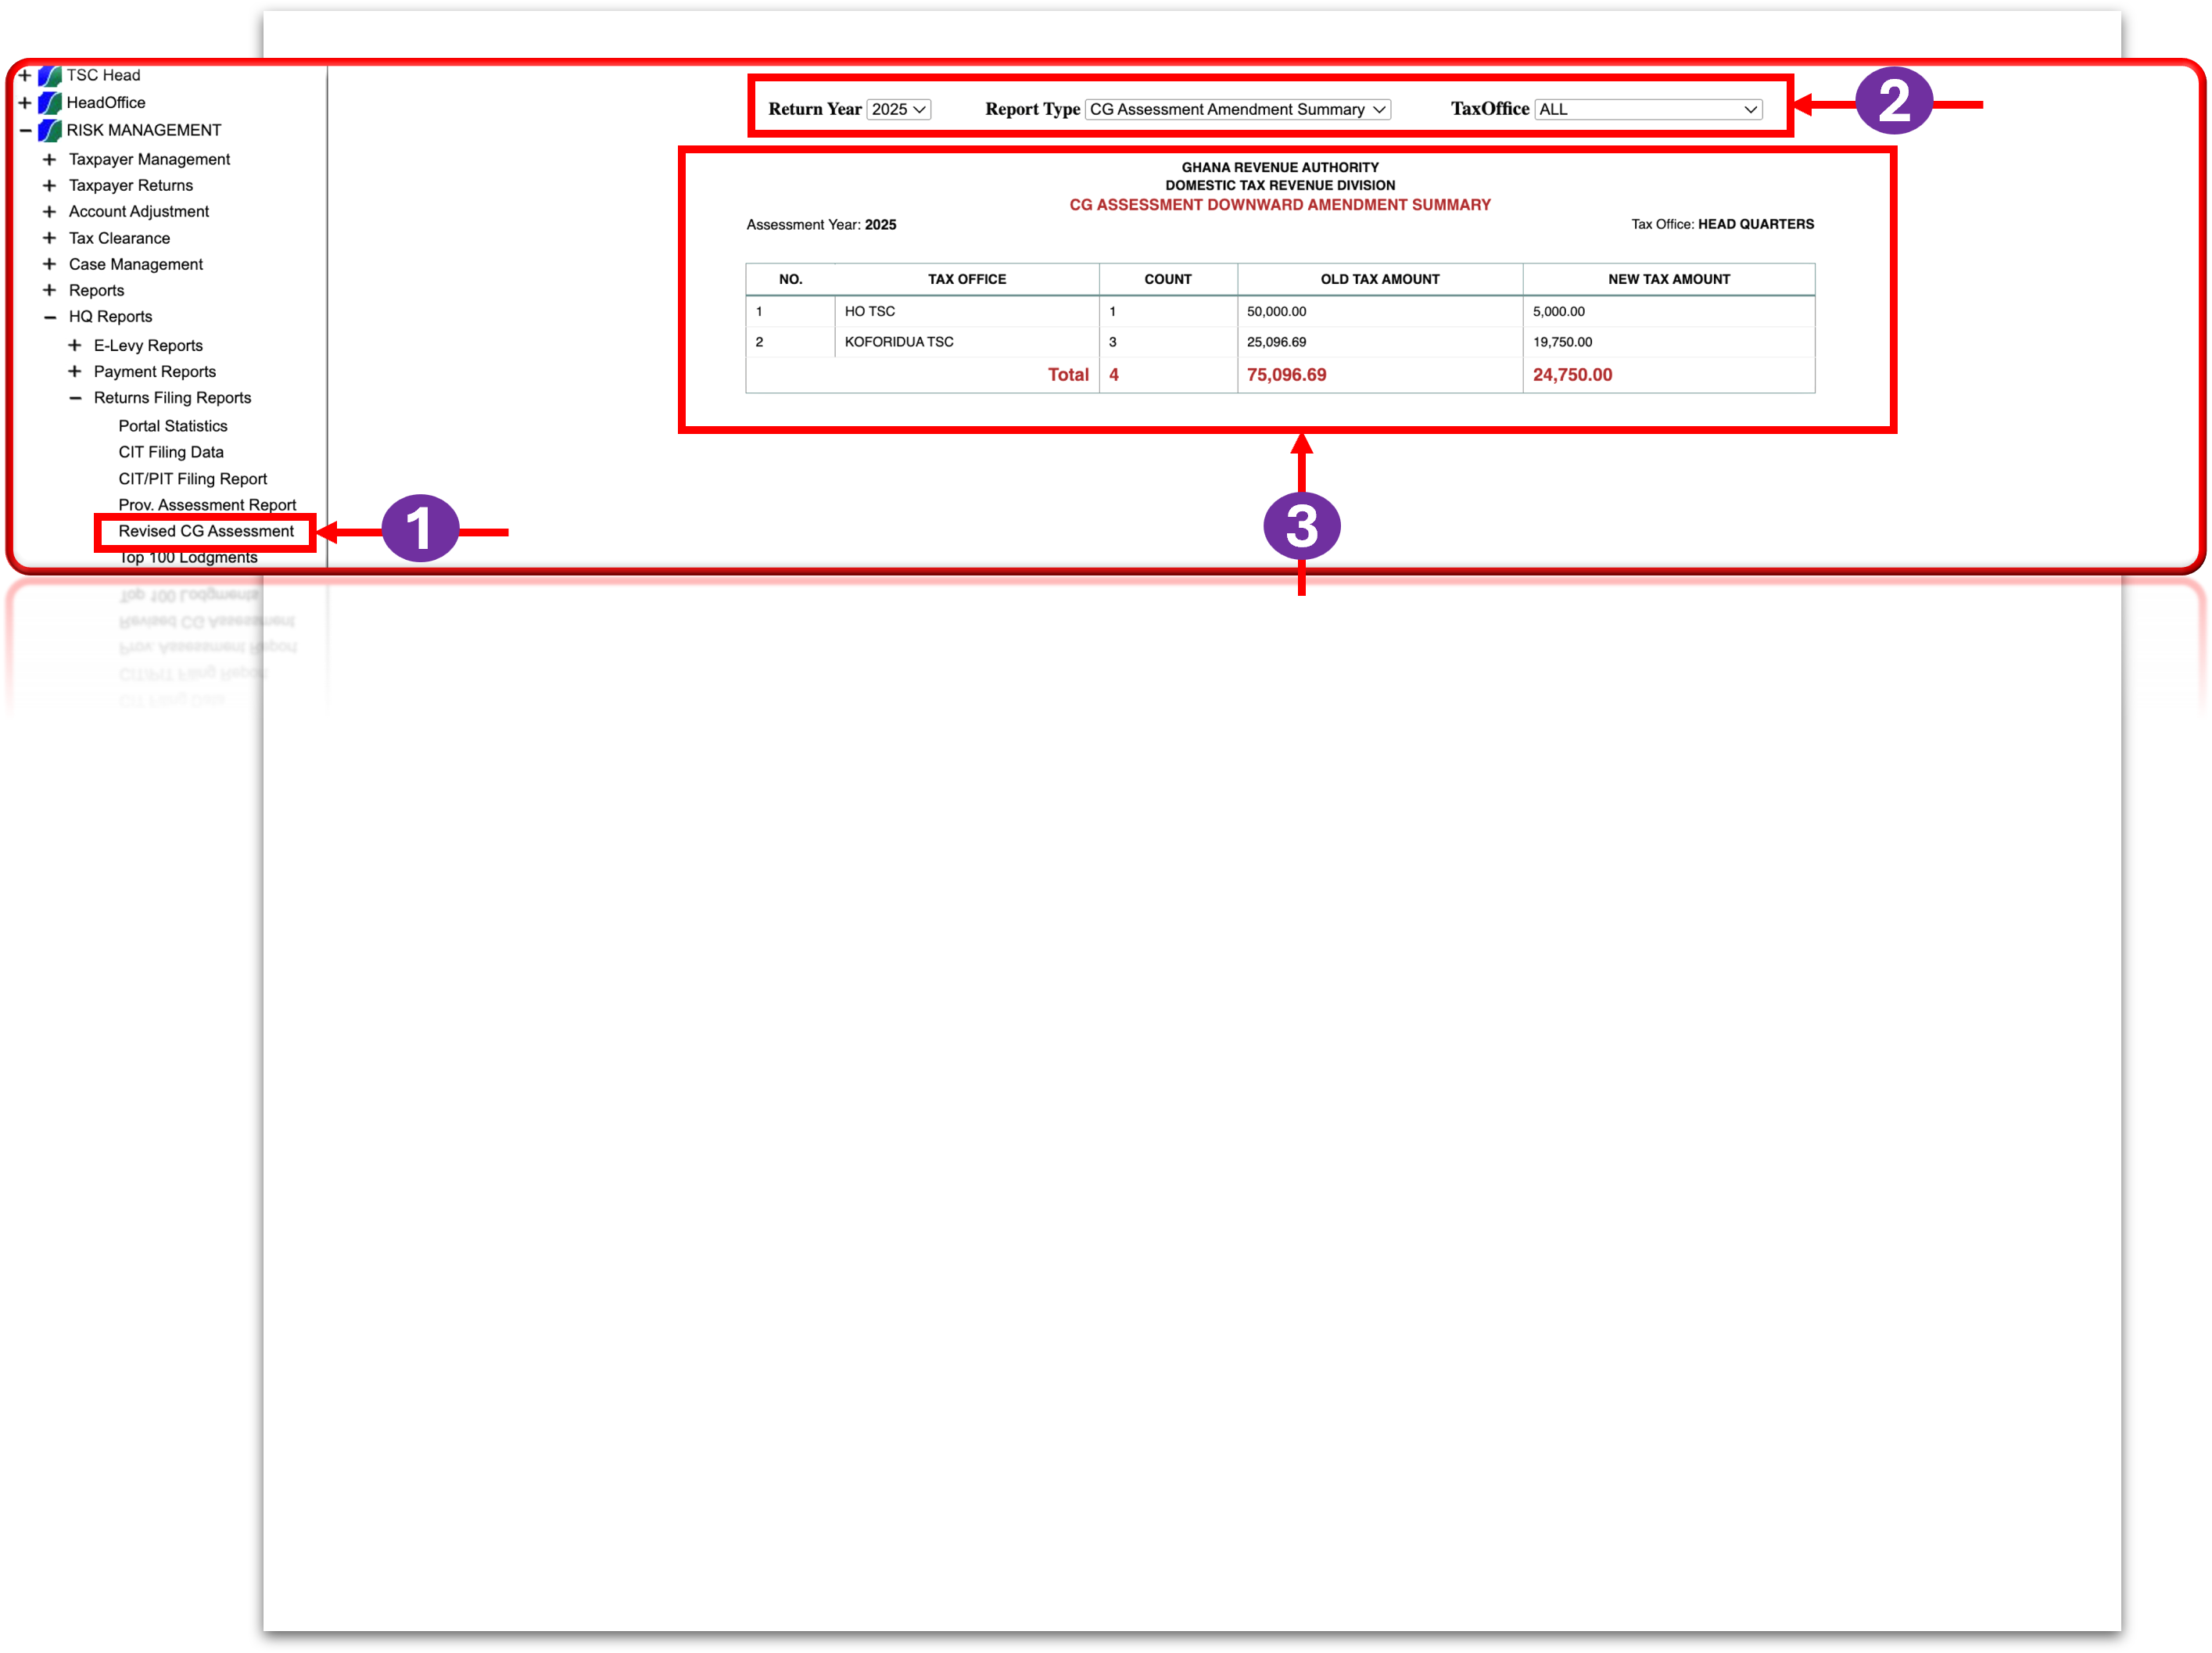 TSC Head
HeadOffice
RISK MANAGEMENT
Taxpayer Management
Taxpayer Returns
Account Adjustment
Tax Clearance
Case Management
Reports
HQ Reports
E-Levy Reports
Payment Reports
Returns Filing Reports
Portal Statistics
CIT Filing Data
CIT/PIT Filing Report
Prov. Assessment Report
Revised CG Assessment
Top 100 Lodgments
1
Return Year 2025 Report Type CG Assessment Amendment Summary TaxOffice ALL
2
GHANA REVENUE AUTHORITY
DOMESTIC TAX REVENUE DIVISION
CG ASSESSMENT DOWNWARD AMENDMENT SUMMARY
Assessment Year: 2025 Tax Office: HEAD QUARTERS
NO. TAX OFFICE COUNT OLD TAX AMOUNT NEW TAX AMOUNT
1 HO TSC 1 50,000.00 5,000.00
2 KOFORIDUA TSC 3 25,096.69 19,750.00
Total 4 75,096.69 24,750.00
3